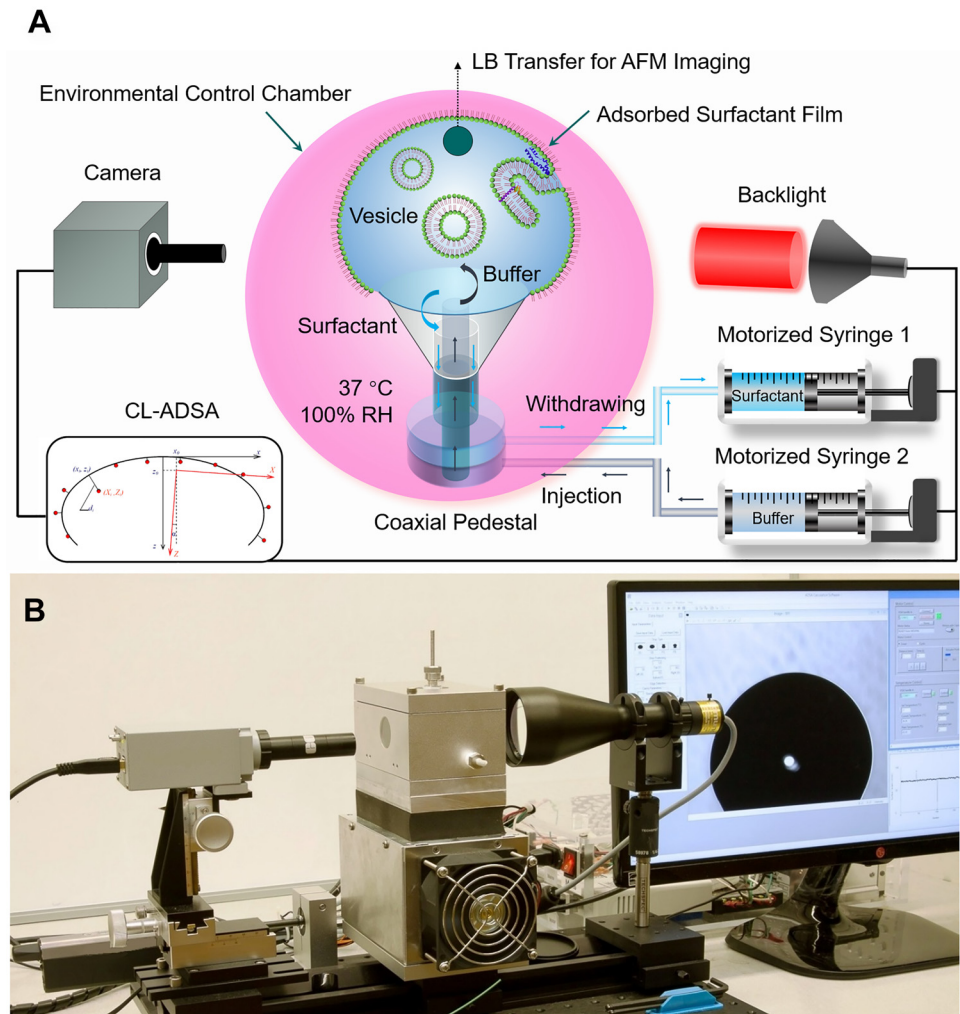 A
LB Transfer for AFM Imaging
Environmental Control Chamber
Adsorbed Surfactant Film
Camera
Backlight
Vesicle
Buffer
Surfactant
Motorized Syringe 1
37 °C
100% RH
Surfactant
Withdrawing
CL-ADSA
Motorized Syringe 2
Injection
Buffer
Coaxial Pedestal
x
X
z
Z
B